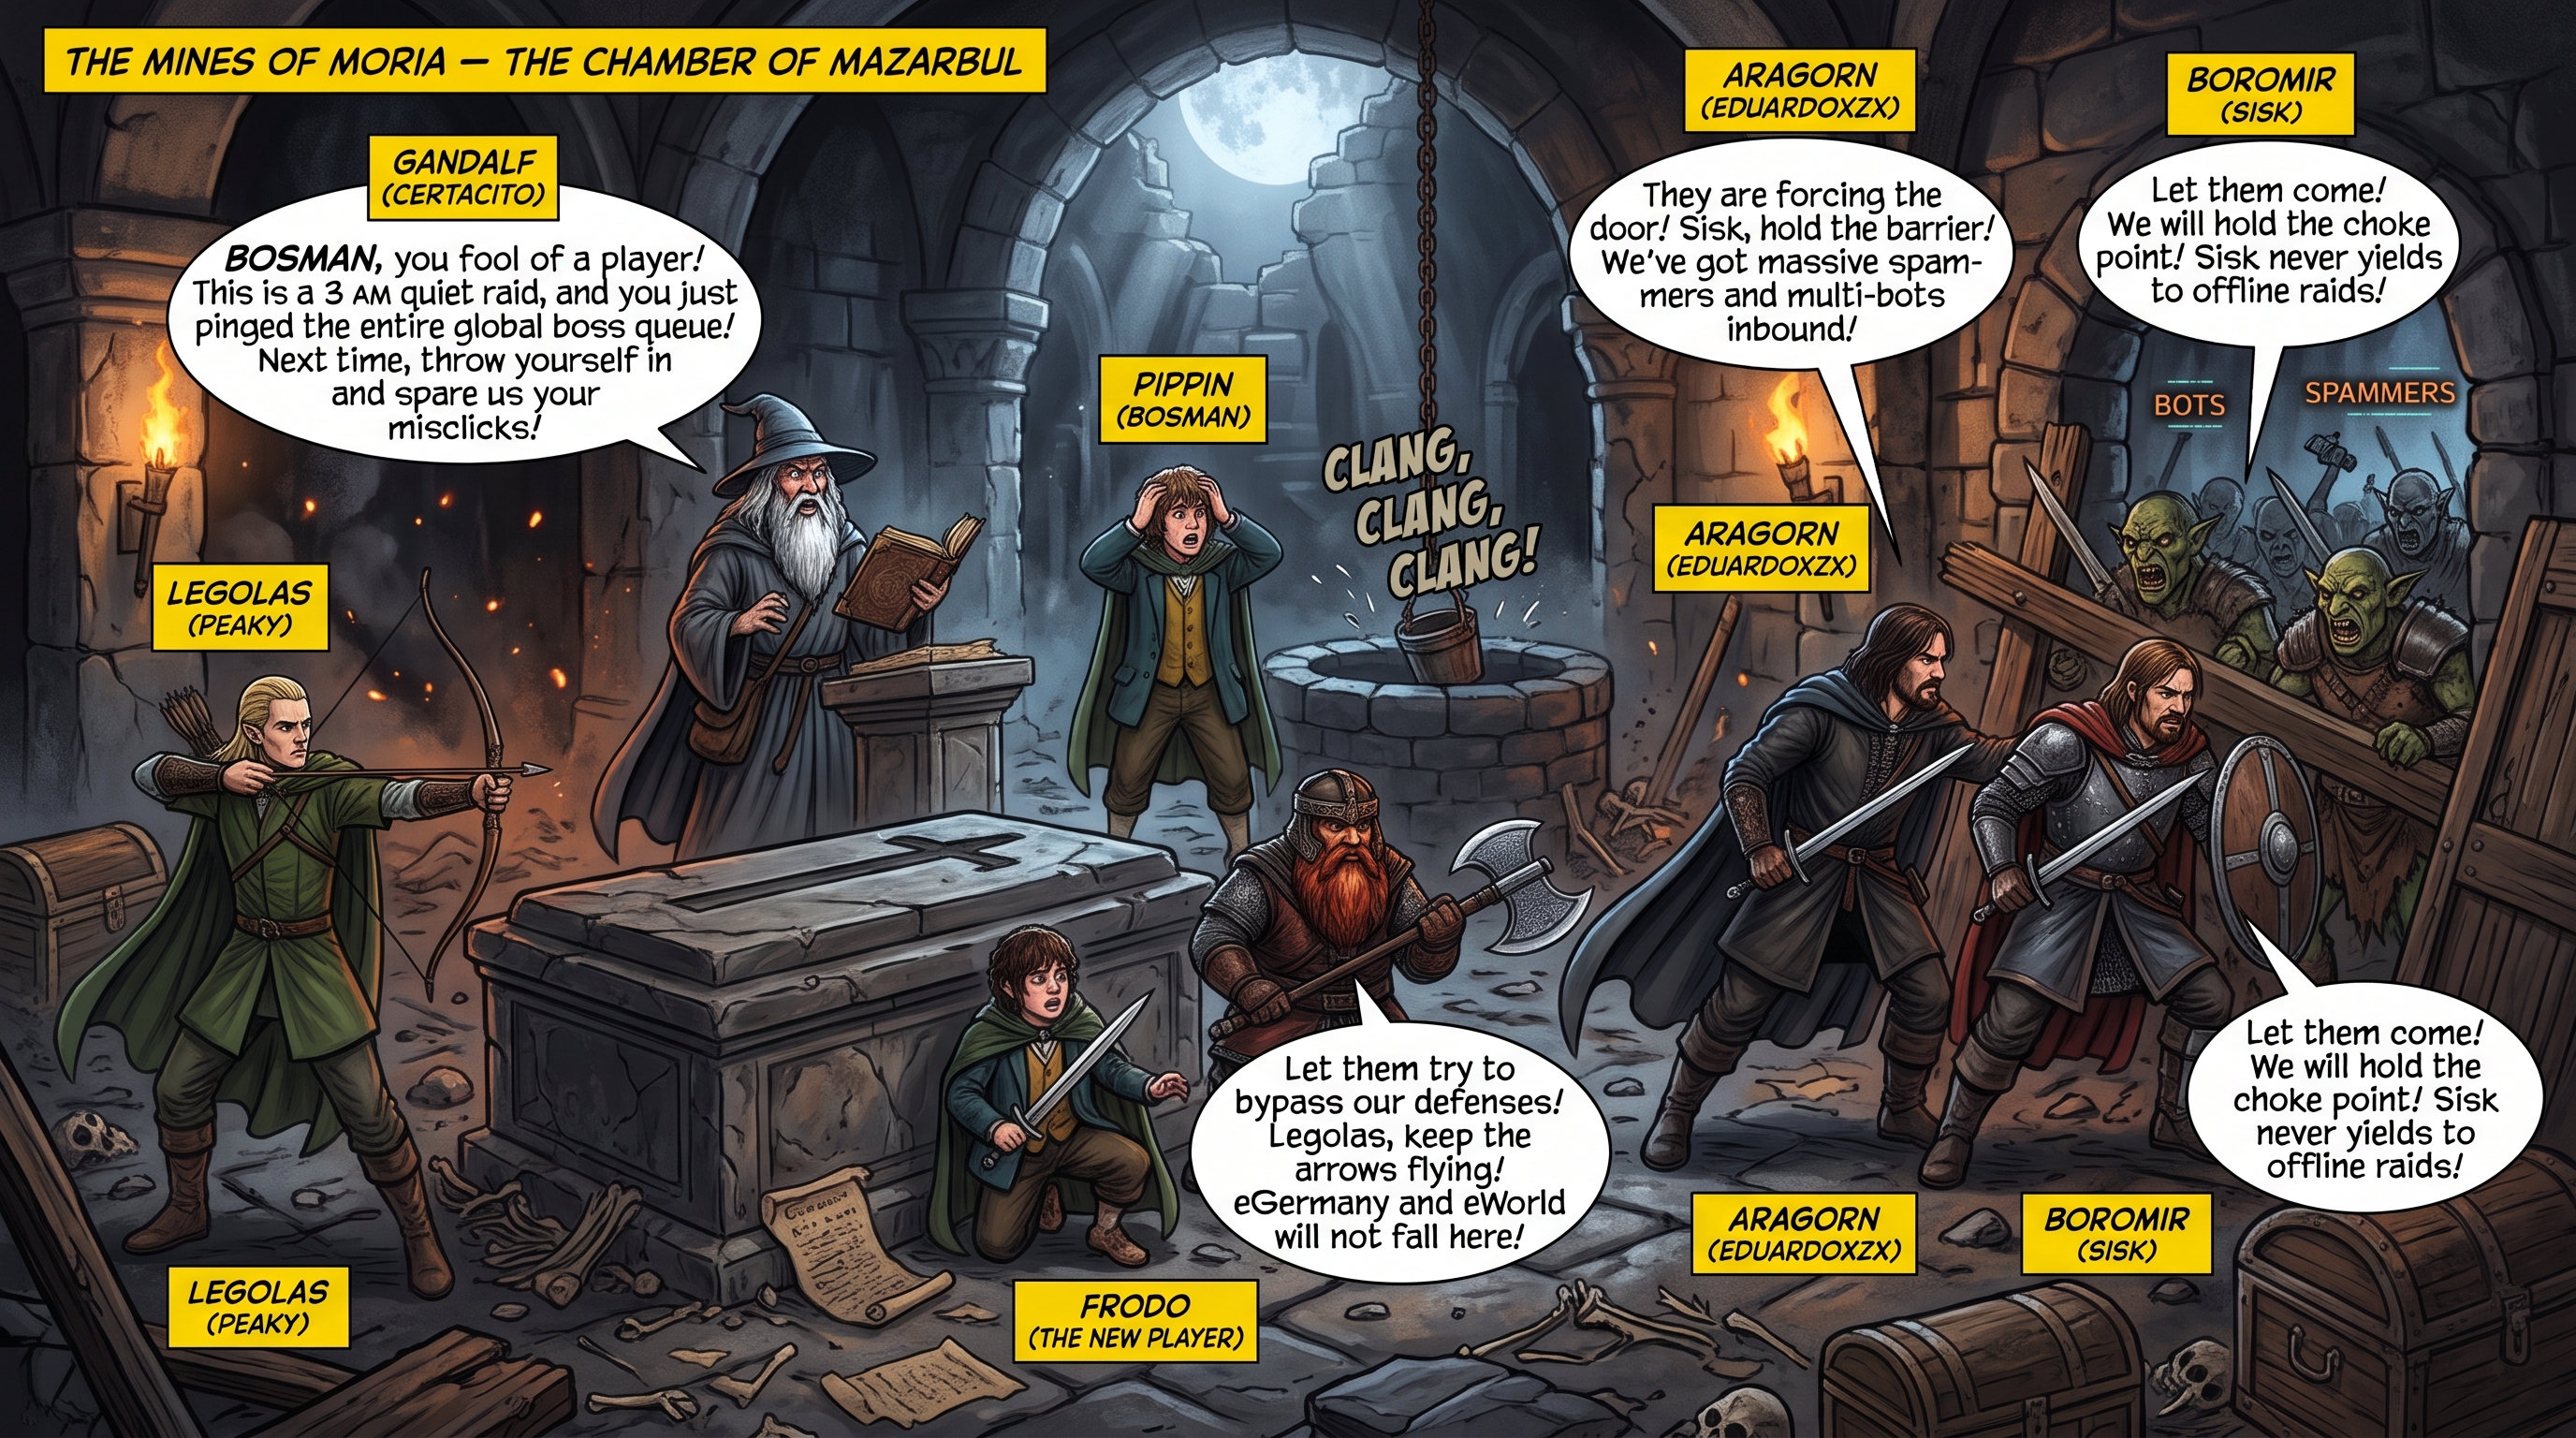 THE MINES OF MORIA — THE CHAMBER OF MAZARBUL
GANDALF
(CERTACITO)
BOSMAN, you fool of a player!
This is a 3 AM quiet raid, and you just
pinged the entire global boss queue!
Next time, throw yourself in
and spare us your
misclicks!
PIPPIN
(BOSMAN)
CLANG,
CLANG,
CLANG!
ARAGORN
(EDUARDOXZX)
They are forcing the
door! Sisk, hold the barrier!
We've got massive spam-
mers and multi-bots
inbound!
BOROMIR
(SISK)
Let them come!
We will hold the choke
point! Sisk never yields
to offline raids!
BOTS
SPAMMERS
ARAGORN
(EDUARDOXZX)
LEGOLAS
(PEAKY)
Let them try to
bypass our defenses!
Legolas, keep the
arrows flying!
eGermany and eWorld
will not fall here!
Let them come!
We will hold the
choke point! Sisk
never yields to
offline raids!
LEGOLAS
(PEAKY)
FRODO
(THE NEW PLAYER)
ARAGORN
(EDUARDOXZX)
BOROMIR
(SISK)